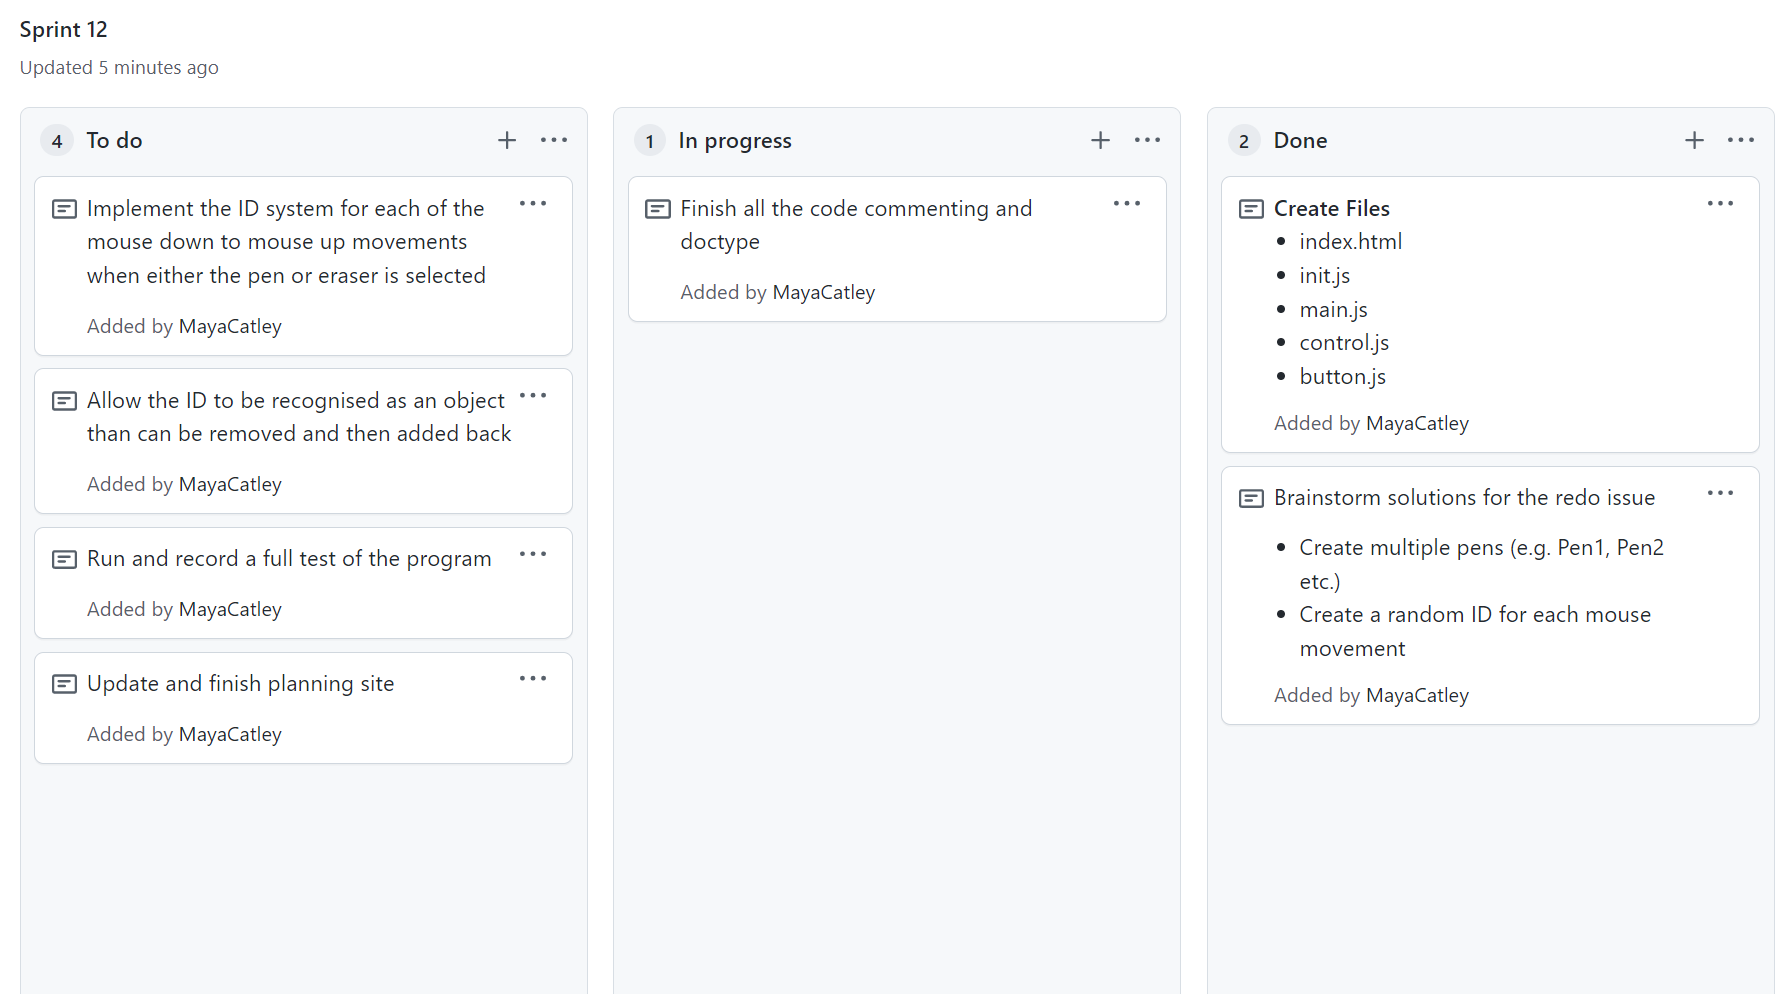 Sprint 12
Updated 5 minutes ago
4 To do
Implement the ID system for each of the
mouse down to mouse up movements
when either the pen or eraser is selected
Added by MayaCatley
Allow the ID to be recognised as an object
than can be removed and then added back
Added by MayaCatley
Run and record a full test of the program
Added by MayaCatley
Update and finish planning site
Added by MayaCatley
1 In progress
Finish all the code commenting and
doctype
Added by MayaCatley
2 Done
Create Files
• index.html
• init.js
• main.js
• control.js
• button.js
Added by MayaCatley
Brainstorm solutions for the redo issue
• Create multiple pens (e.g. Pen1, Pen2
etc.)
• Create a random ID for each mouse
movement
Added by MayaCatley